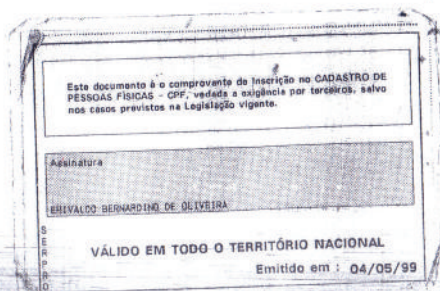 Este documento é o comprovante de Inscrição no CADASTRO DE
PESSOAS FÍSICAS - CPF, vedada a exigência por terceiros, salvo
nos casos previstos na Legislação vigente.
Assinatura
ERIVALDO BERNARDINO DE OLIVEIRA
SERPRO
VÁLIDO EM TODO O TERRITÓRIO NACIONAL
Emitido em : 04/05/99